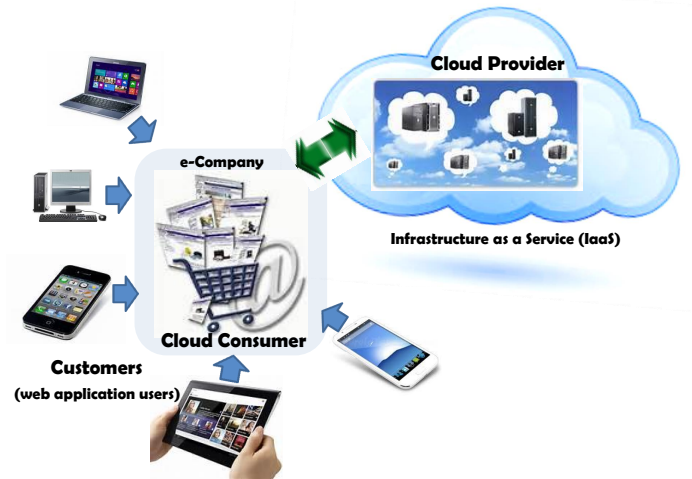 Cloud Provider
e-Company
Infrastructure as a Service (IaaS)
Cloud Consumer
Customers
(web application users)
@